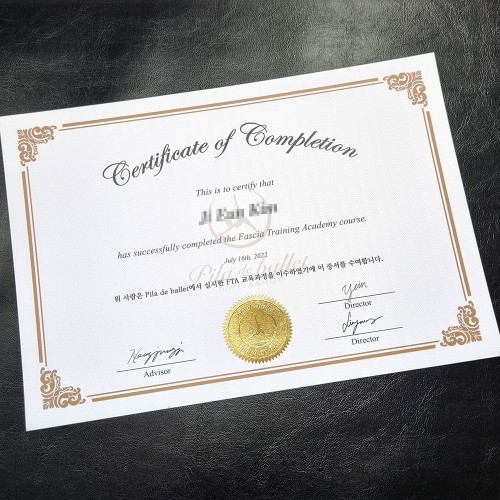 Certificate of Completion
This is to certify that
has successfully completed the Fascia Training Academy course.
July 16th, 2022
Pila de ballet
위 사람은 Pila de ballet에서 실시한 FTA 교육과정을 이수하였기에 이 증서를 수여합니다.
Director
Director
Advisor